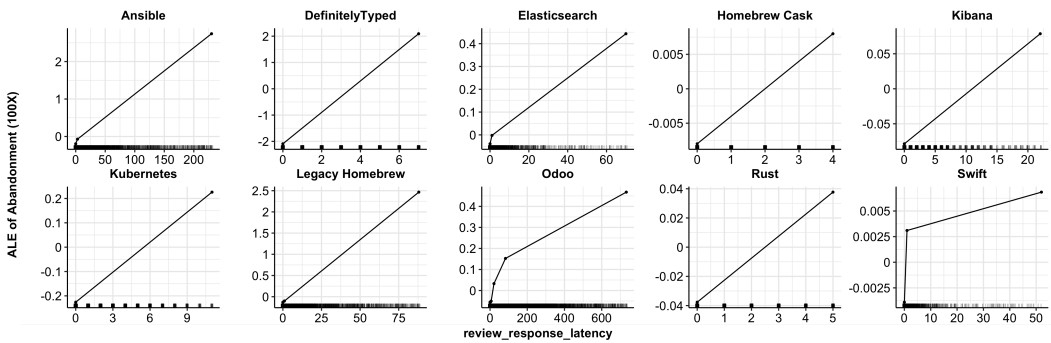 Ansible
DefinitelyTyped
Elasticsearch
Homebrew Cask
Kibana
2
1
0
0 50 100 150 200
2
1
0
-1
-2
0 2 4 6
0.4
0.3
0.2
0.1
0
0 20 40 60
0.005
0
-0.005
0 1 2 3 4
0.05
0
-0.05
0 5 10 15 20
ALE of Abandonment (100X)
Kubernetes
Legacy Homebrew
Odoo
Rust
Swift
0.2
0.1
0
-0.1
-0.2
0 3 6 9
2.5
2
1.5
1
0.5
0
0 25 50 75
0.4
0.3
0.2
0.1
0
0 200 400 600
0.04
0.02
0
-0.02
-0.04
0 1 2 3 4 5
0.005
0.0025
0
-0.0025
0 10 20 30 40 50
review_response_latency